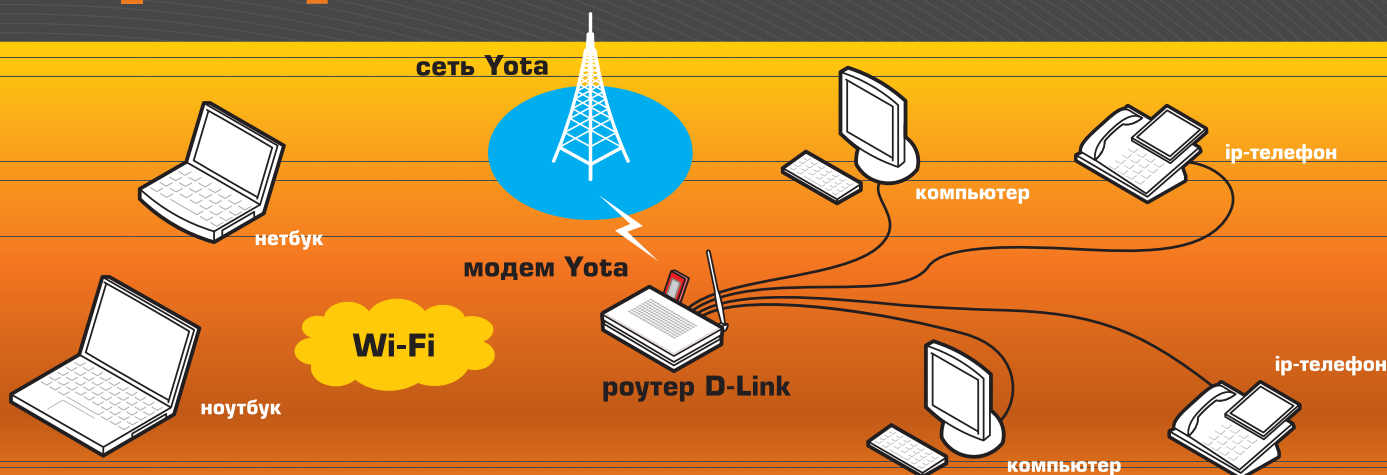 сеть Yota
ip-телефон
компьютер
нетбук
модем Yota
Wi-Fi
ip-телефон
роутер D-Link
ноутбук
компьютер